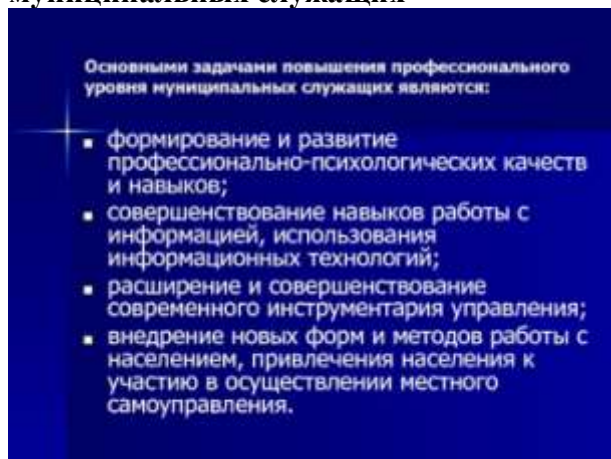 муниципальных служащих
Основными задачами повышения профессионального
уровня муниципальных служащих являются:
формирование и развитие
профессионально-психологических качеств
и навыков;
совершенствование навыков работы с
информацией, использования
информационных технологий;
расширение и совершенствование
современного инструментария управления;
внедрение новых форм и методов работы с
населением, привлечения населения к
участию в осуществлении местного
самоуправления.